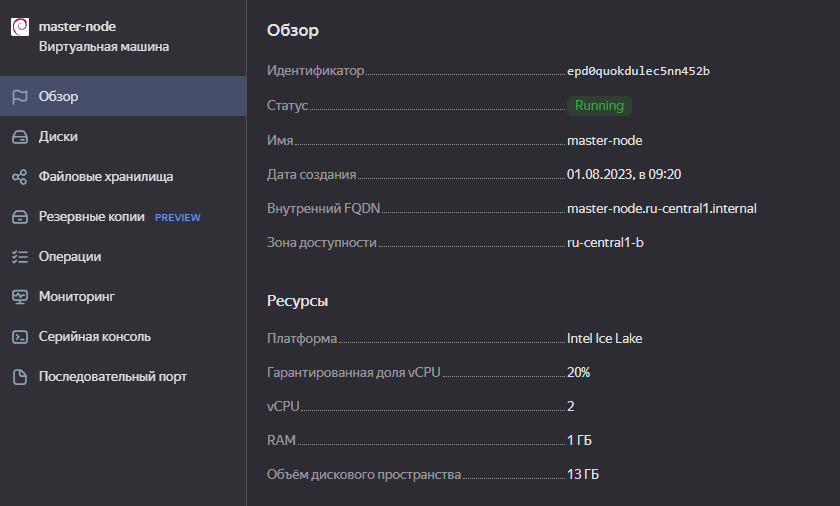 master-node
Виртуальная машина
Обзор
Диски
Файловые хранилища
Резервные копии PREVIEW
Операции
Мониторинг
Серийная консоль
Последовательный порт
Обзор
Идентификатор epd0quokdulec5nn452b
Статус Running
Имя master-node
Дата создания 01.08.2023, в 09:20
Внутренний FQDN master-node.ru-central1.internal
Зона доступности ru-central1-b
Ресурсы
Платформа Intel Ice Lake
Гарантированная доля vCPU 20%
vCPU 2
RAM 1 ГБ
Объём дискового пространства 13 ГБ